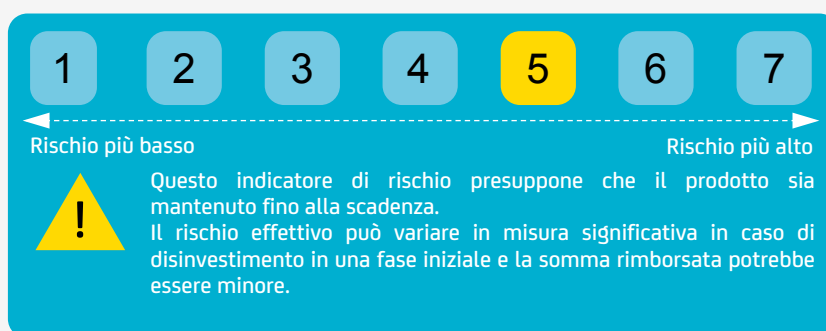 1 2 3 4 5 6 7
Rischio più basso Rischio più alto
!
Questo indicatore di rischio presuppone che il prodotto sia
mantenuto fino alla scadenza.
Il rischio effettivo può variare in misura significativa in caso di
disinvestimento in una fase iniziale e la somma rimborsata potrebbe
essere minore.